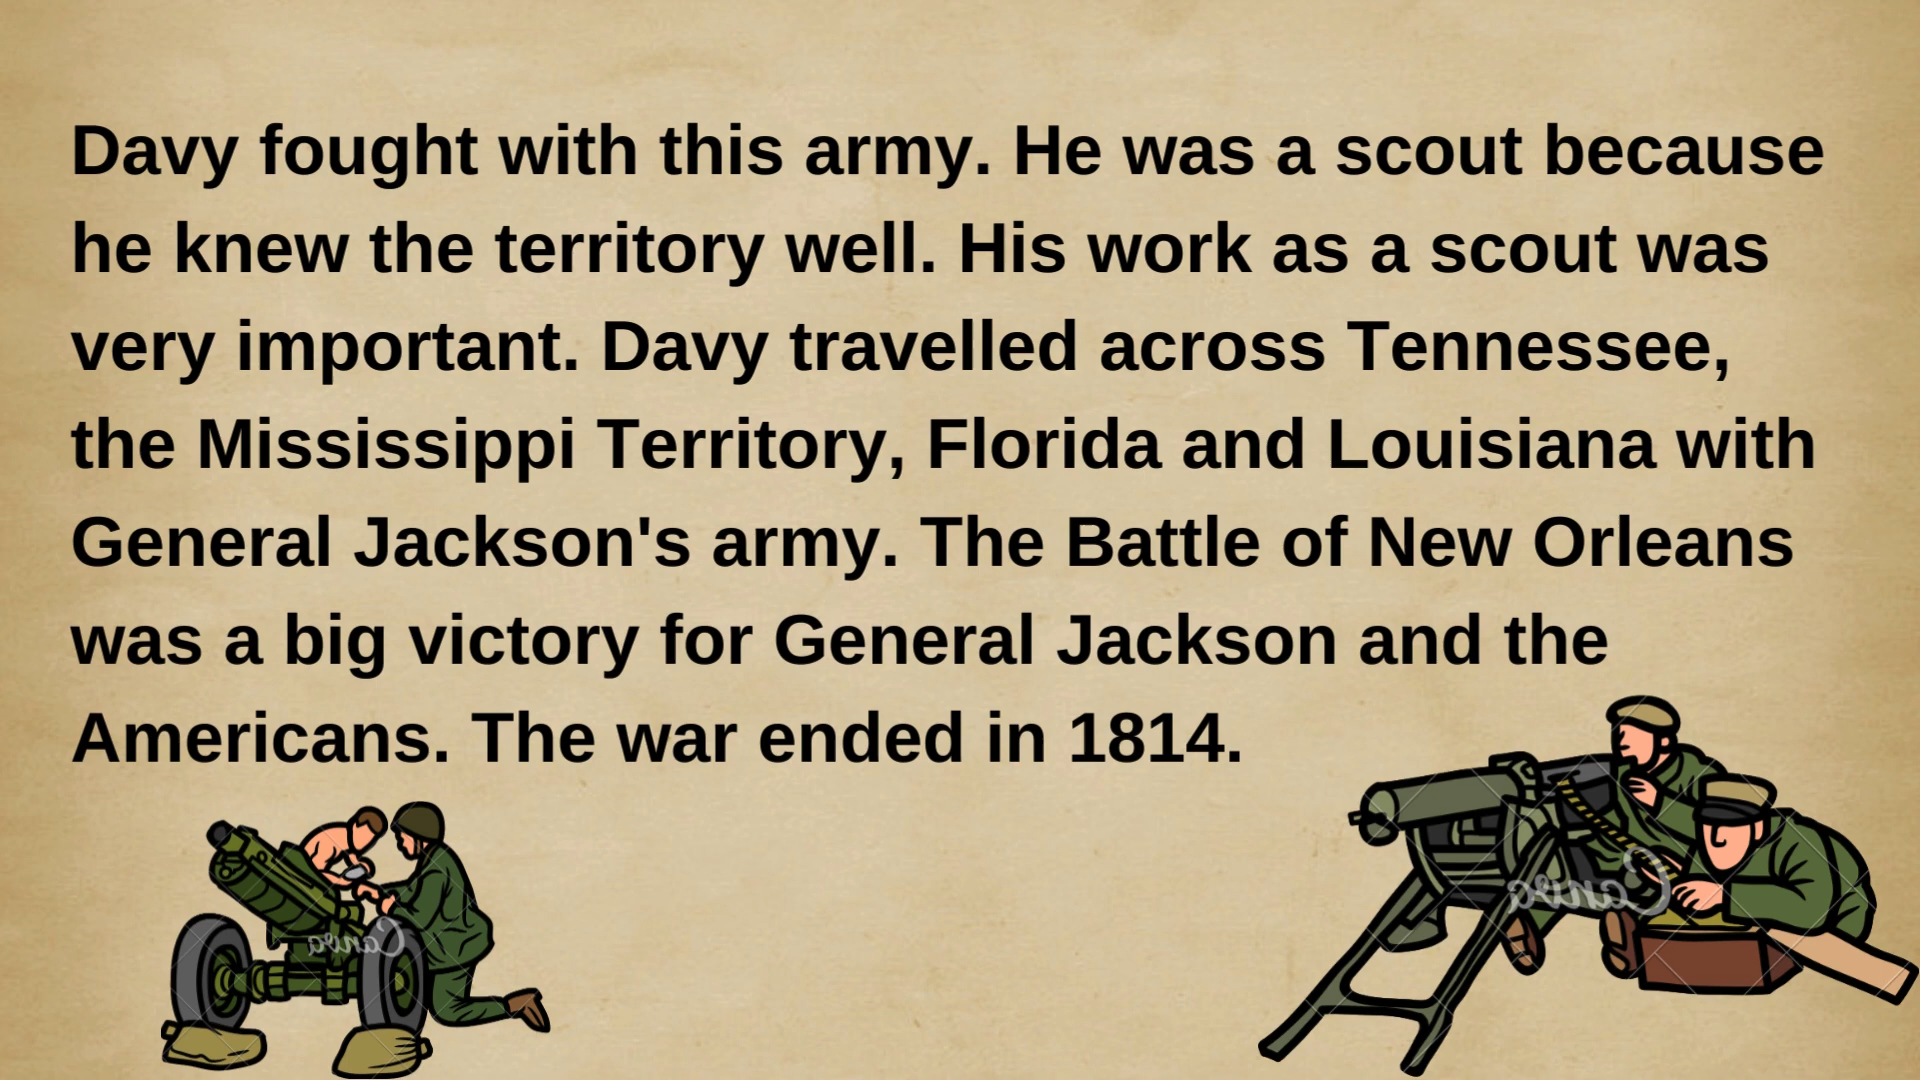 Davy fought with this army. He was a scout because
he knew the territory well. His work as a scout was
very important. Davy travelled across Tennessee,
the Mississippi Territory, Florida and Louisiana with
General Jackson's army. The Battle of New Orleans
was a big victory for General Jackson and the
Americans. The war ended in 1814.
Canva
Canva